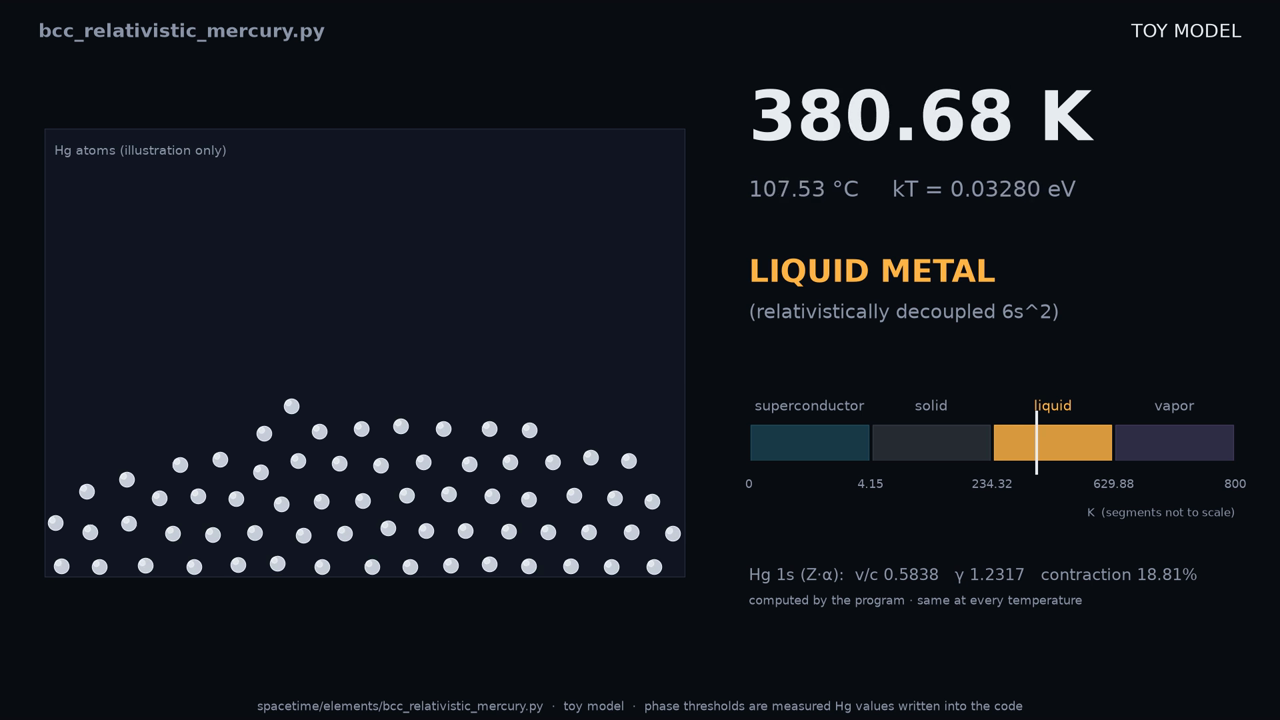 bcc_relativistic_mercury.py
TOY MODEL
Hg atoms (illustration only)
380.68 K
107.53 °C kT = 0.03280 eV
LIQUID METAL
(relativistically decoupled 6s^2)
superconductor solid liquid vapor
0 4.15 234.32 629.88 800
K (segments not to scale)
Hg 1s (Z·α): v/c 0.5838 γ 1.2317 contraction 18.81%
computed by the program · same at every temperature
spacetime/elements/bcc_relativistic_mercury.py · toy model · phase thresholds are measured Hg values written into the code